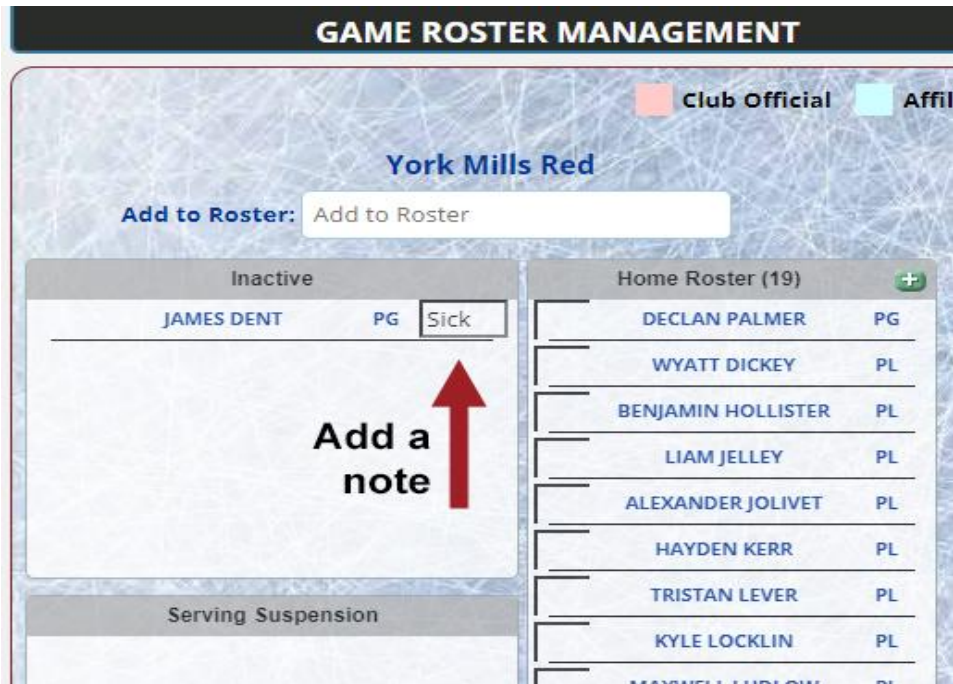 GAME ROSTER MANAGEMENT
Club Official
York Mills Red
Add to Roster: Add to Roster
Inactive
JAMES DENT PG Sick
Add a
note
Serving Suspension
Home Roster (19)
DECLAN PALMER PG
WYATT DICKEY PL
BENJAMIN HOLLISTER PL
LIAM JELLEY PL
ALEXANDER JOLIVET PL
HAYDEN KERR PL
TRISTAN LEVER PL
KYLE LOCKLIN PL